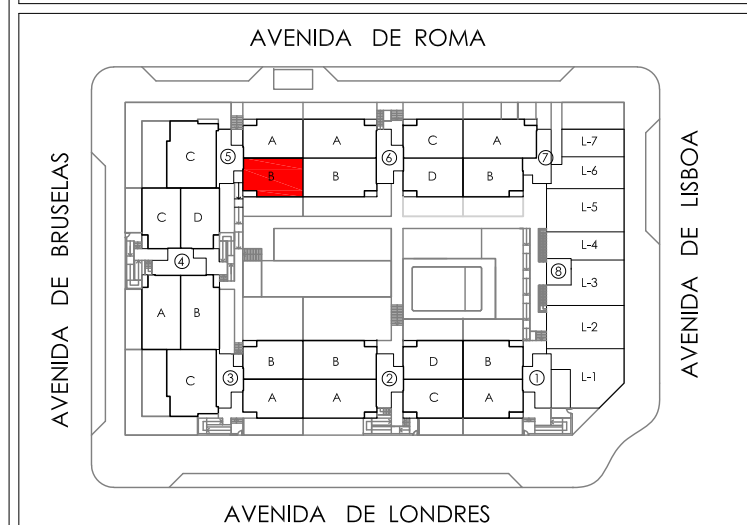 AVENIDA DE ROMA
AVENIDA DE BRUSELAS
AVENIDA DE LISBOA
A A C A L-7
C 5 6 7
B B D B L-6
C D L-5
4 L-4
8 L-3
A B L-2
B B D B
C 3 2 1 L-1
A A C A
AVENIDA DE LONDRES